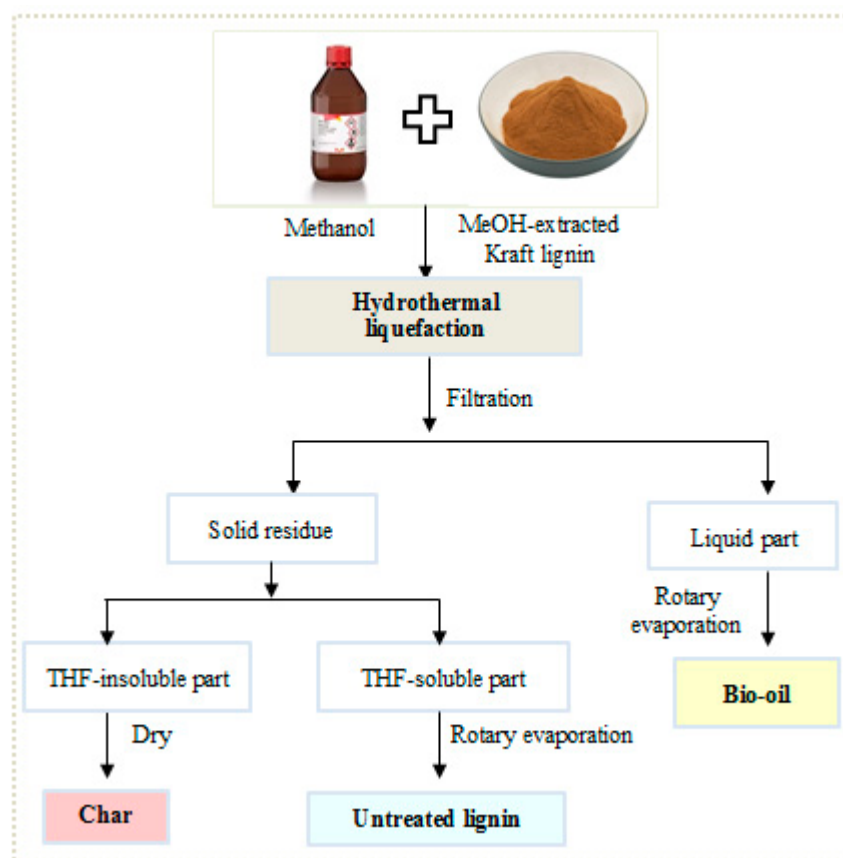 Methanol
MeOH-extracted
Kraft lignin
Hydrothermal
liquefaction
Filtration
Solid residue
Liquid part
Rotary
evaporation
THF-insoluble part
THF-soluble part
Bio-oil
Dry
Rotary evaporation
Char
Untreated lignin